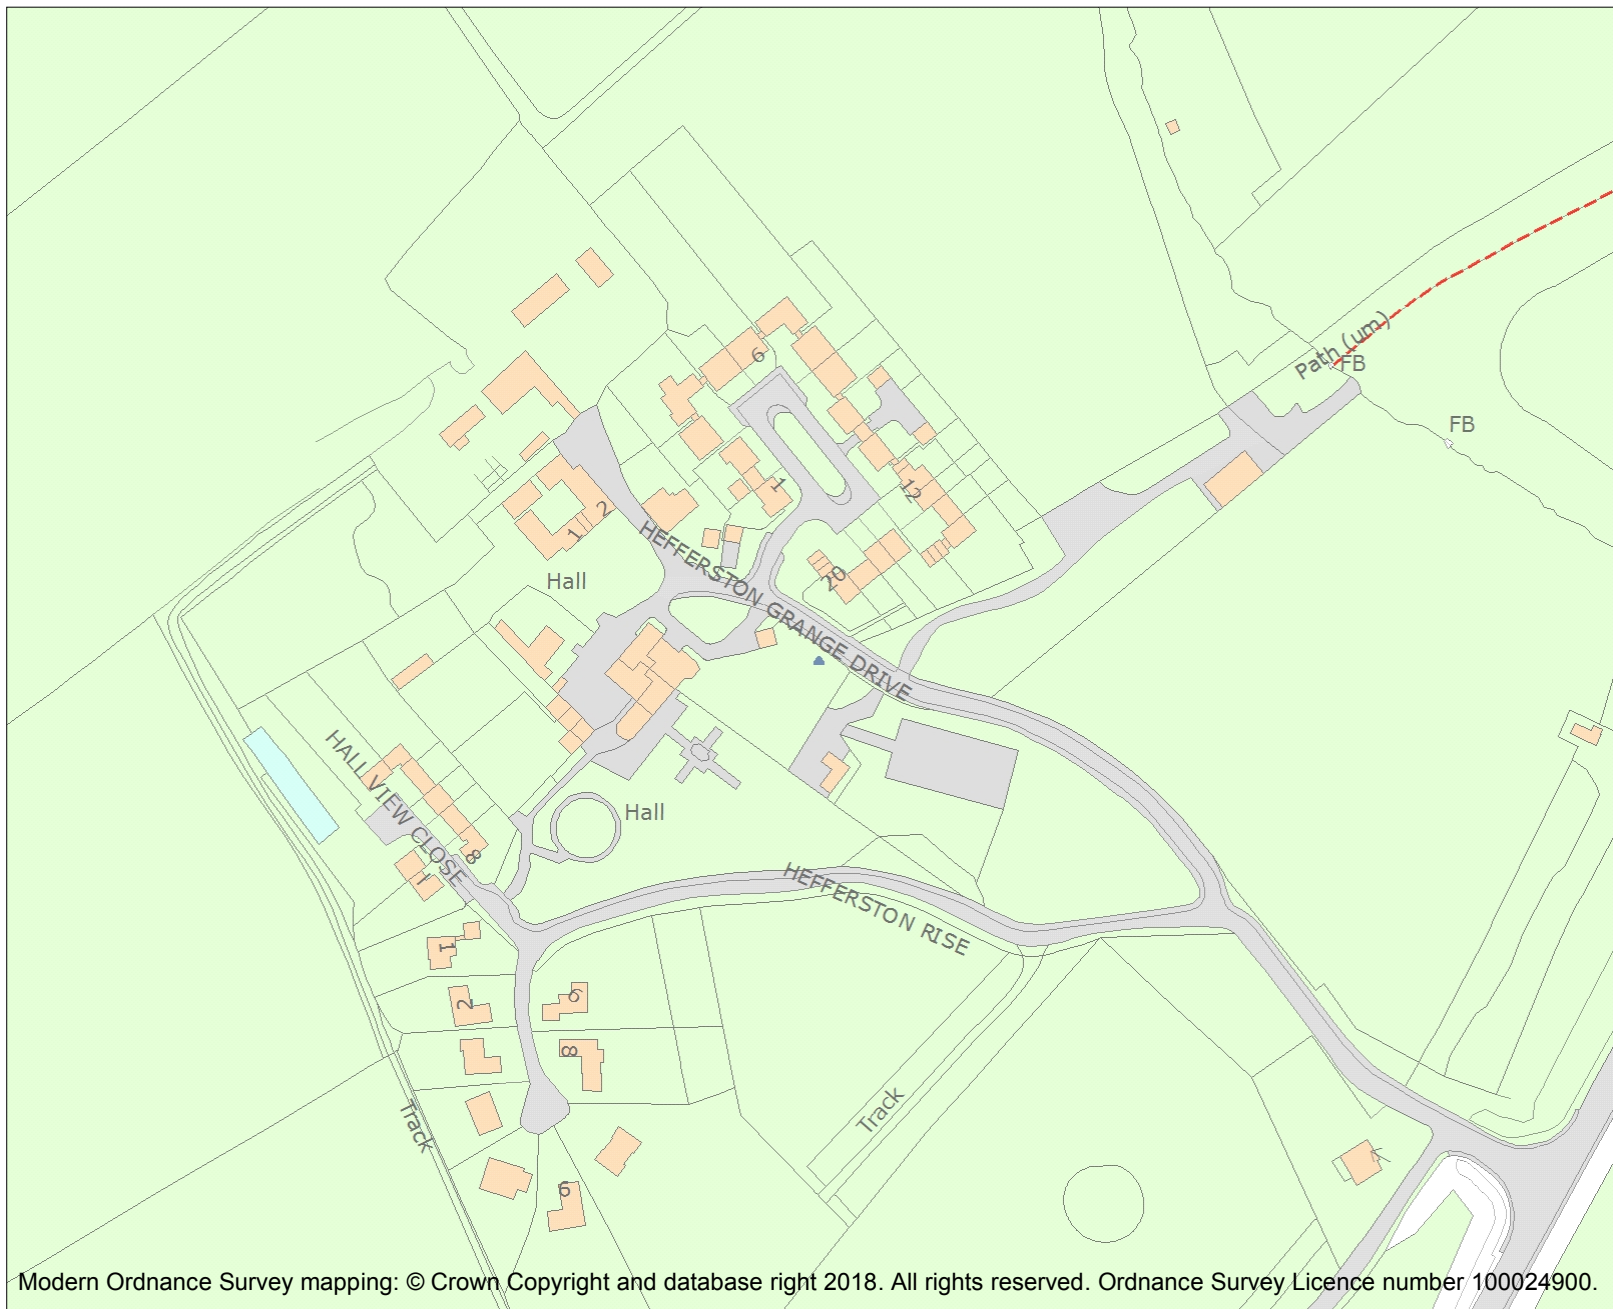 Path (um)
FB
FB
6
1
12
2
1
HEFFERSTON GRANGE DRIVE
Hall
20
HALL VIEW CLOSE
Hall
8
1
HEFFERSTON RISE
1
2
9
8
Track
Track
6
Modern Ordnance Survey mapping: © Crown Copyright and database right 2018. All rights reserved. Ordnance Survey Licence number 100024900.